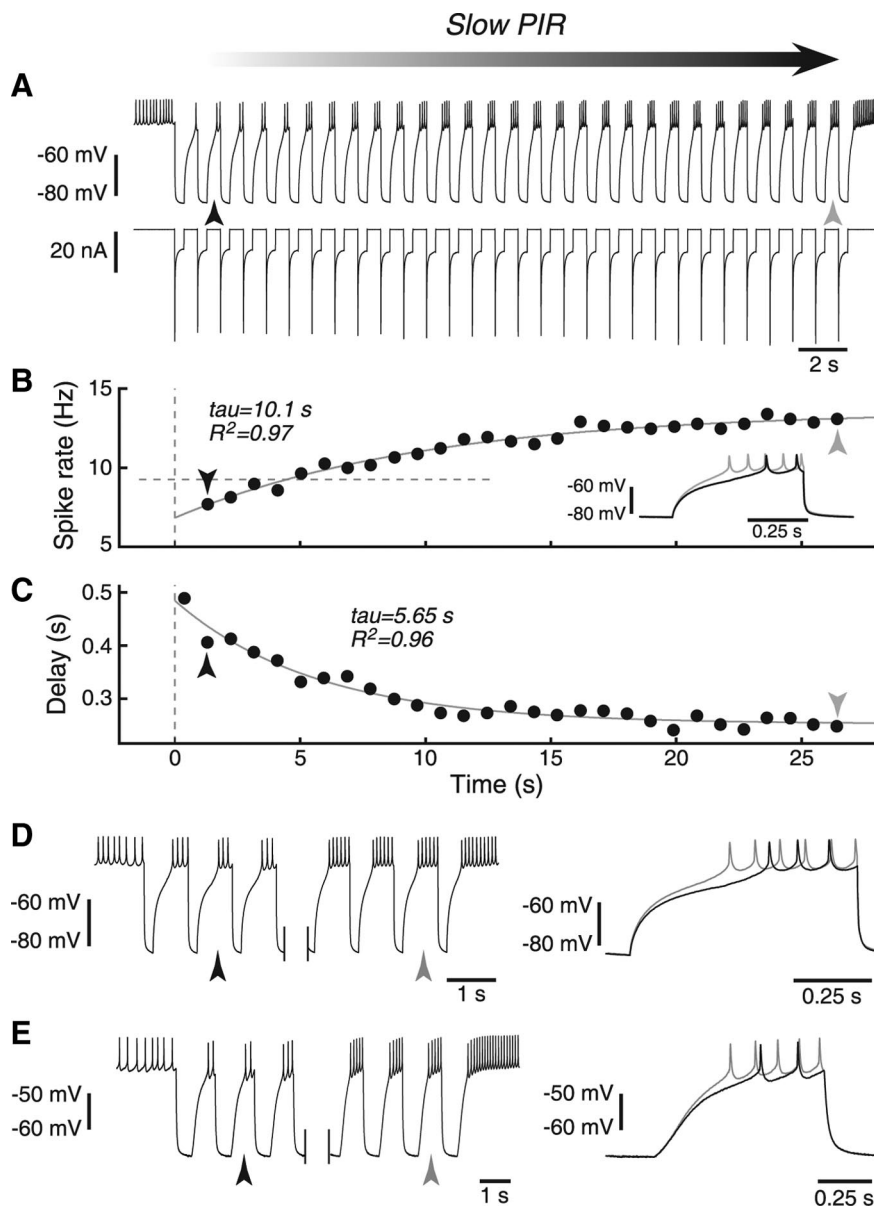 Slow PIR
A
-60 mV
-80 mV
20 nA
2 s
B
Spike rate (Hz)
15
10
5
tau=10.1 s
R²=0.97
-60 mV
-80 mV
0.25 s
C
Delay (s)
0.5
0.4
0.3
tau=5.65 s
R²=0.96
0 5 10 15 20 25
Time (s)
D
-60 mV
-80 mV
1 s
-60 mV
-80 mV
0.25 s
E
-50 mV
-60 mV
1 s
-50 mV
-60 mV
0.25 s